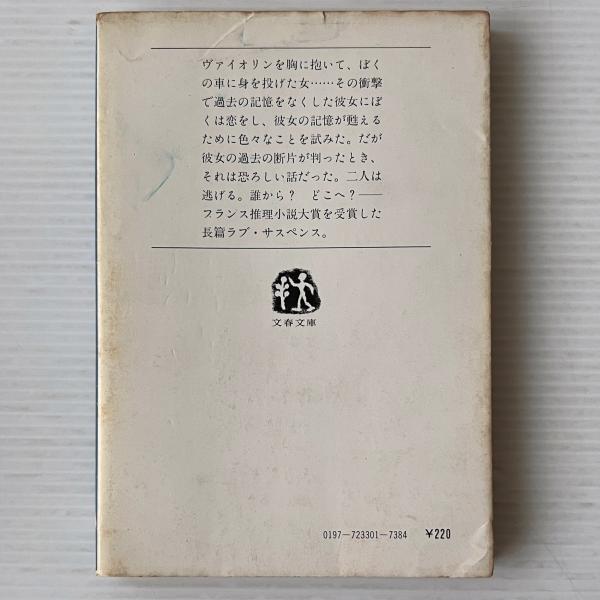 ヴァイオリンを胸に抱いて、ぼく
の車に身を投げた女……その衝撃
で過去の記憶をなくした彼女にぼ
くは恋をし、彼女の記憶が甦える
ために色々なことを試みた。だが
彼女の過去の断片が判ったとき、
それは恐ろしい話だった。二人は
逃げる。誰から？　どこへ？――
フランス推理小説大賞を受賞した
長篇ラブ・サスペンス。
文春文庫
0197－723301－7384　￥220